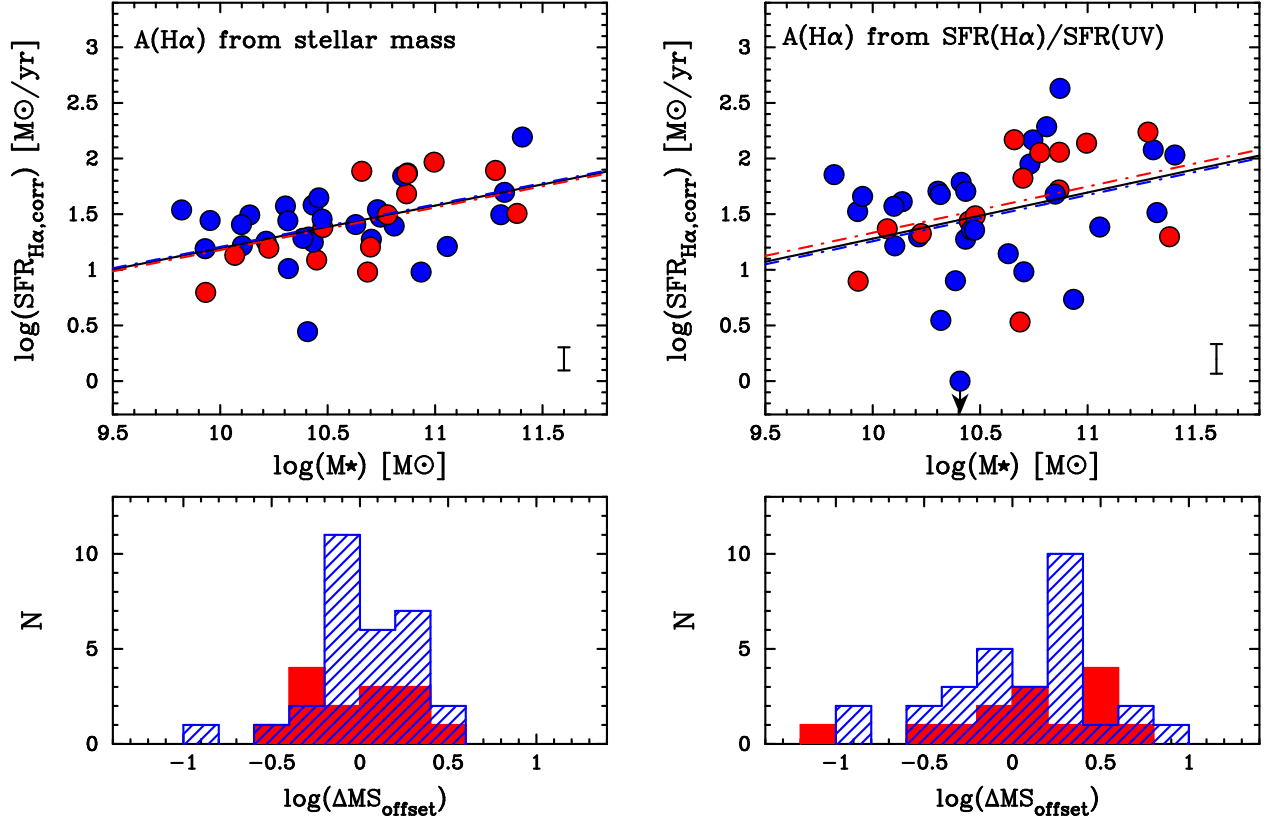 A(Hα) from stellar mass
log(SFRHα,corr) [M⊙/yr]
3
2.5
2
1.5
1
0.5
0
9.5 10 10.5 11 11.5
log(M★) [M⊙]
A(Hα) from SFR(Hα)/SFR(UV)
log(SFRHα,corr) [M⊙/yr]
3
2.5
2
1.5
1
0.5
0
9.5 10 10.5 11 11.5
log(M★) [M⊙]
N
10
5
0
−1 −0.5 0 0.5 1
log(ΔMSoffset)
N
10
5
0
−1 −0.5 0 0.5 1
log(ΔMSoffset)